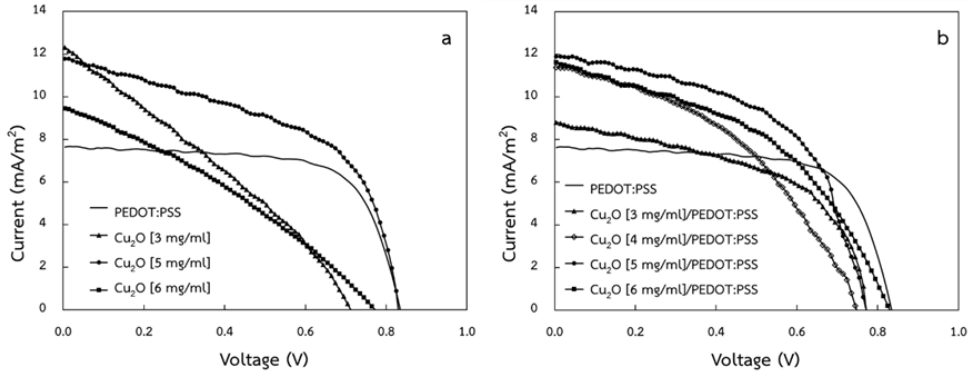 a
14
12
10
8
6
4
2
0
Current (mA/m²)
0.0 0.2 0.4 0.6 0.8 1.0
Voltage (V)
PEDOT:PSS
Cu₂O [3 mg/ml]
Cu₂O [5 mg/ml]
Cu₂O [6 mg/ml]
b
14
12
10
8
6
4
2
0
Current (mA/m²)
0.0 0.2 0.4 0.6 0.8 1.0
Voltage (V)
PEDOT:PSS
Cu₂O [3 mg/ml]/PEDOT:PSS
Cu₂O [4 mg/ml]/PEDOT:PSS
Cu₂O [5 mg/ml]/PEDOT:PSS
Cu₂O [6 mg/ml]/PEDOT:PSS